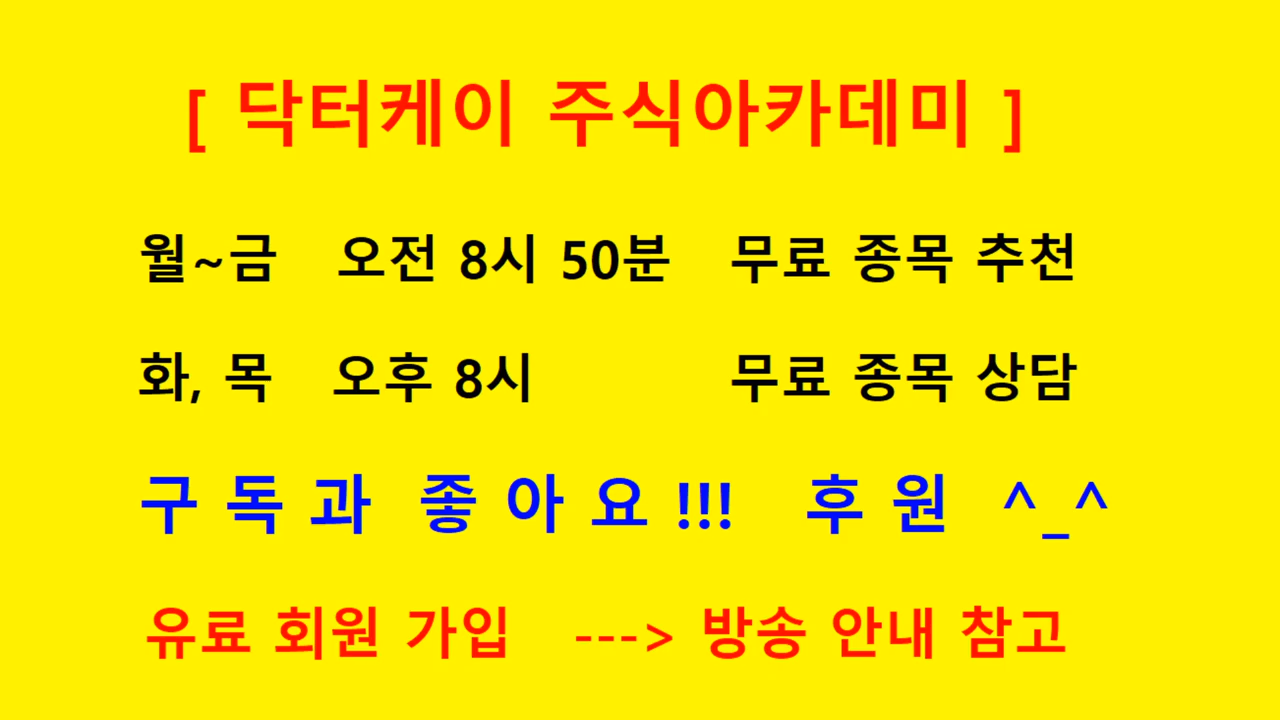 [ 닥터케이 주식아카데미 ]
월~금 오전 8시 50분 무료 종목 추천
화, 목 오후 8시 무료 종목 상담
구 독 과 좋 아 요 !!! 후 원 ^_^
유료 회원 가입 ---> 방송 안내 참고